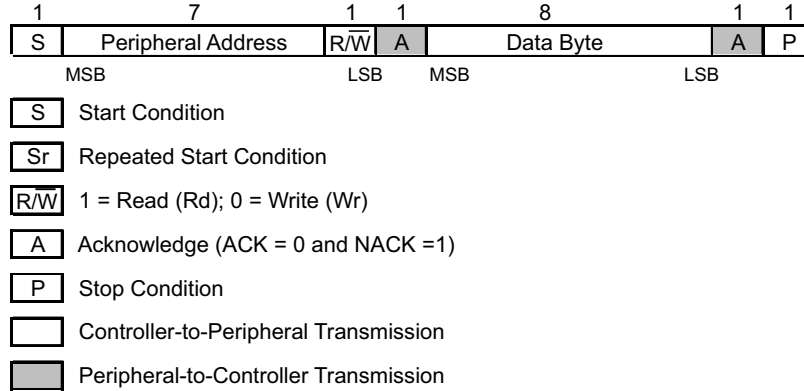 1 7 1 1 8 1 1
S Peripheral Address R/W̅ A Data Byte A P
MSB LSB MSB LSB
S Start Condition
Sr Repeated Start Condition
R/W̅ 1 = Read (Rd); 0 = Write (Wr)
A Acknowledge (ACK = 0 and NACK =1)
P Stop Condition
Controller-to-Peripheral Transmission
Peripheral-to-Controller Transmission